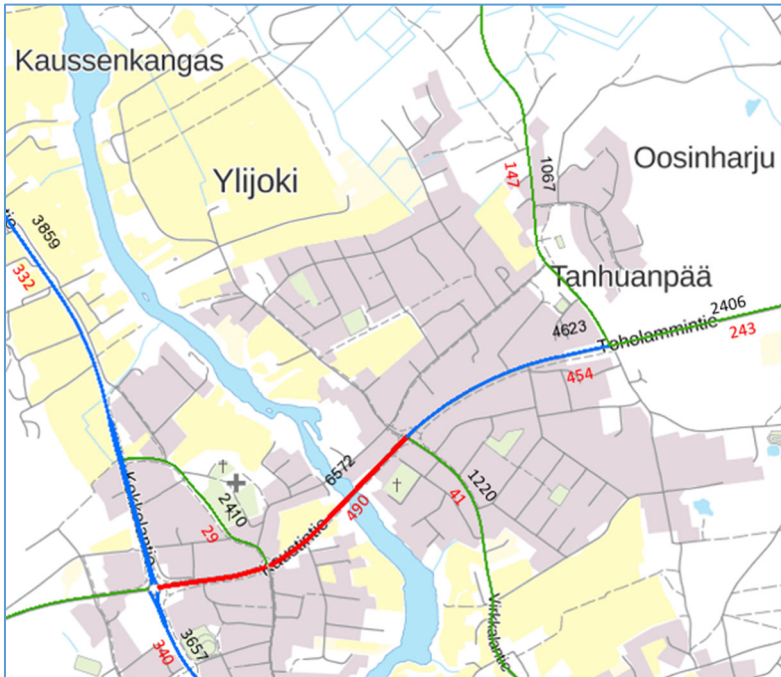 Kaussenkangas
Ylijoki
Oosinharju
1067
147
3859
332
Tanhuanpää
2406
243
4623
Toholammintie
454
6572
490
1220
41
Kokkolantie
2410
29
Kaustintie
Virkkalantie
3657
340